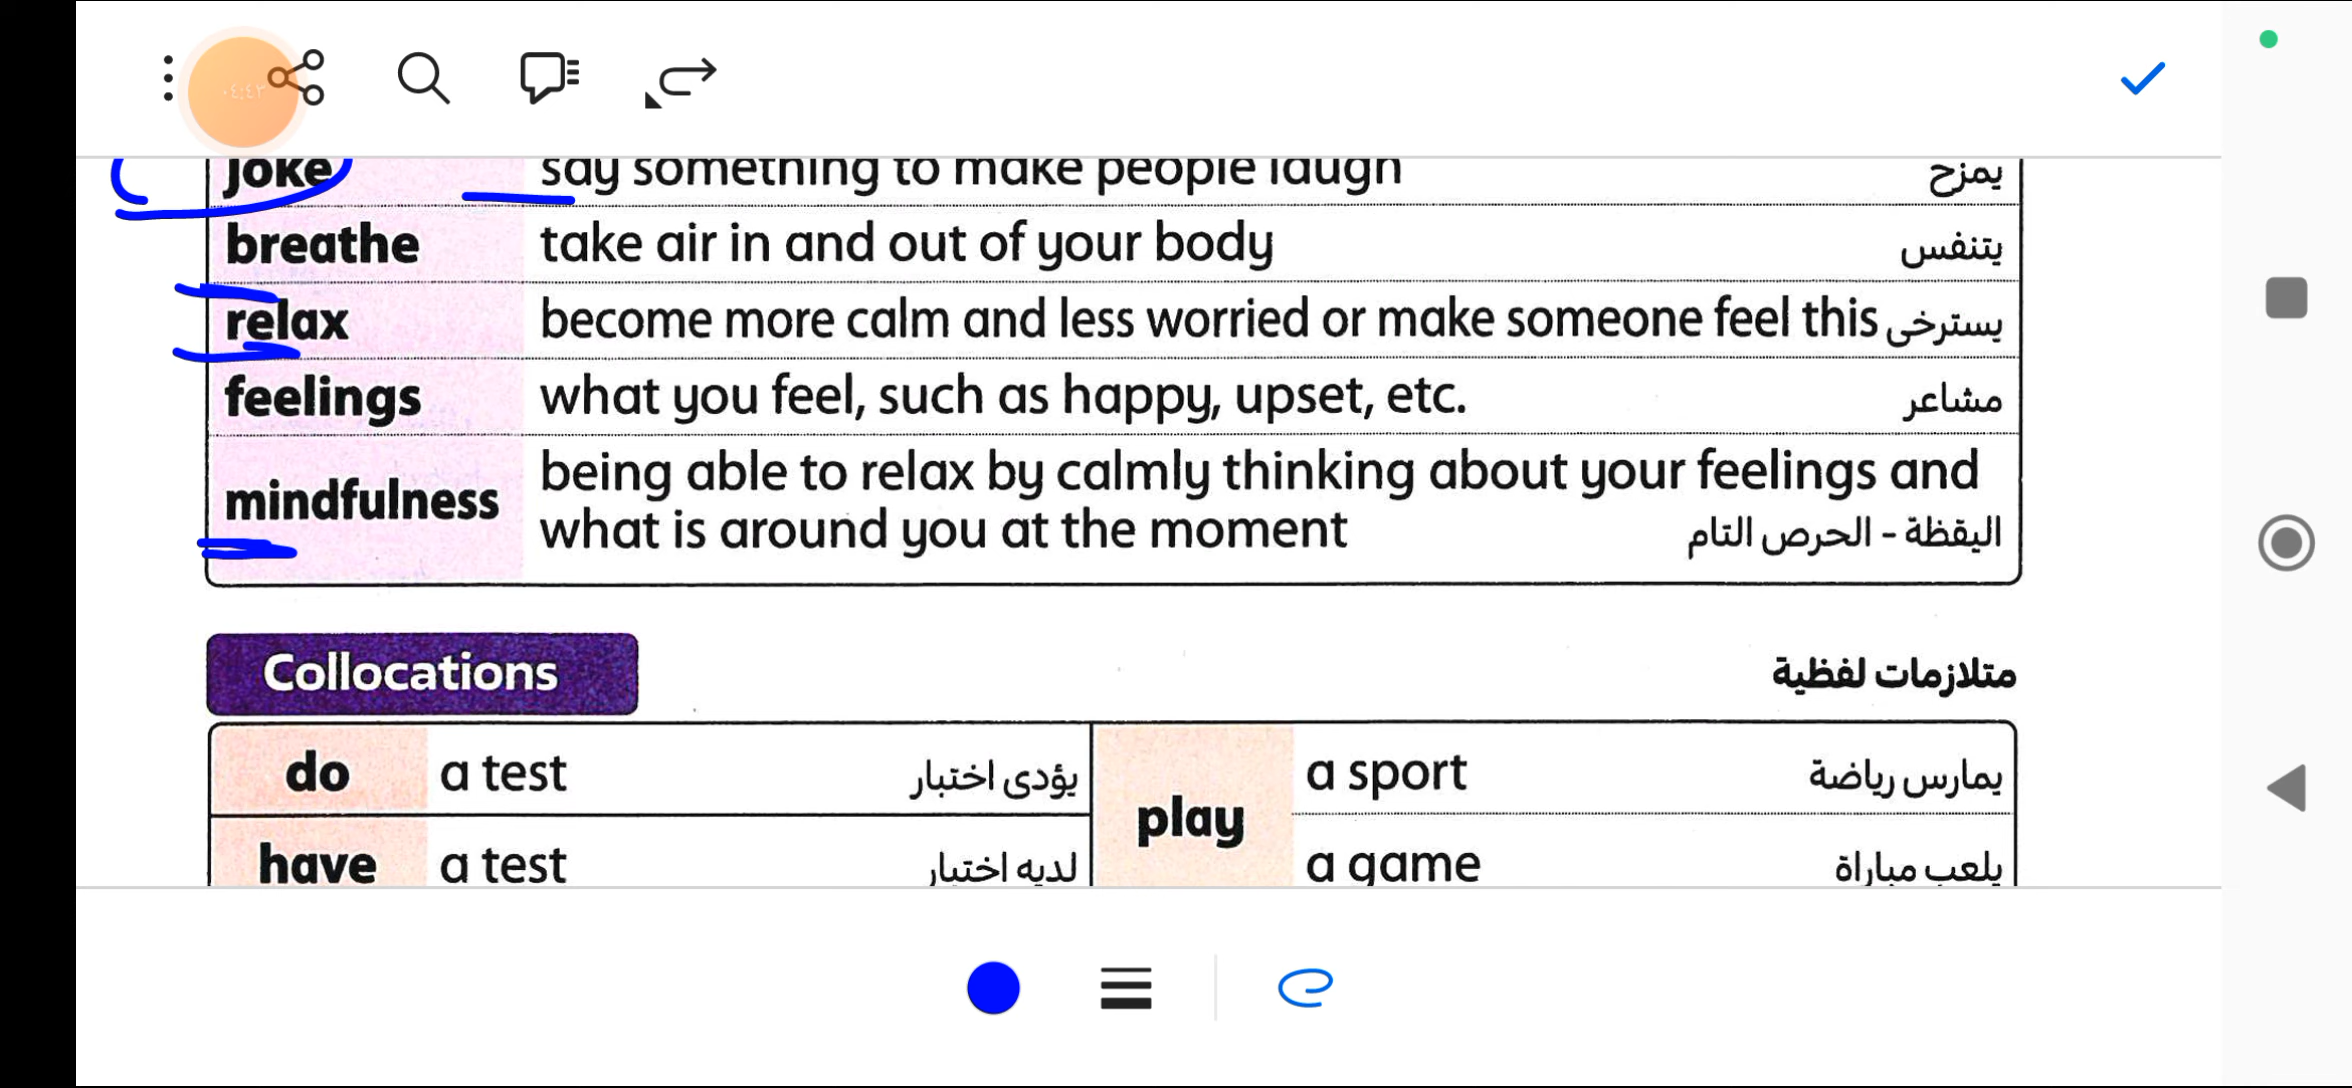 ٠٤:٤٢
joke say something to make people laugh يمزح
breathe take air in and out of your body يتنفس
relax become more calm and less worried or make someone feel this يسترخى
feelings what you feel, such as happy, upset, etc. مشاعر
mindfulness being able to relax by calmly thinking about your feelings and
what is around you at the moment اليقظة - الحرص التام
Collocations متلازمات لفظية
do a test يؤدى اختبار
have a test لديه اختبار
play
a sport يمارس رياضة
a game يلعب مباراة